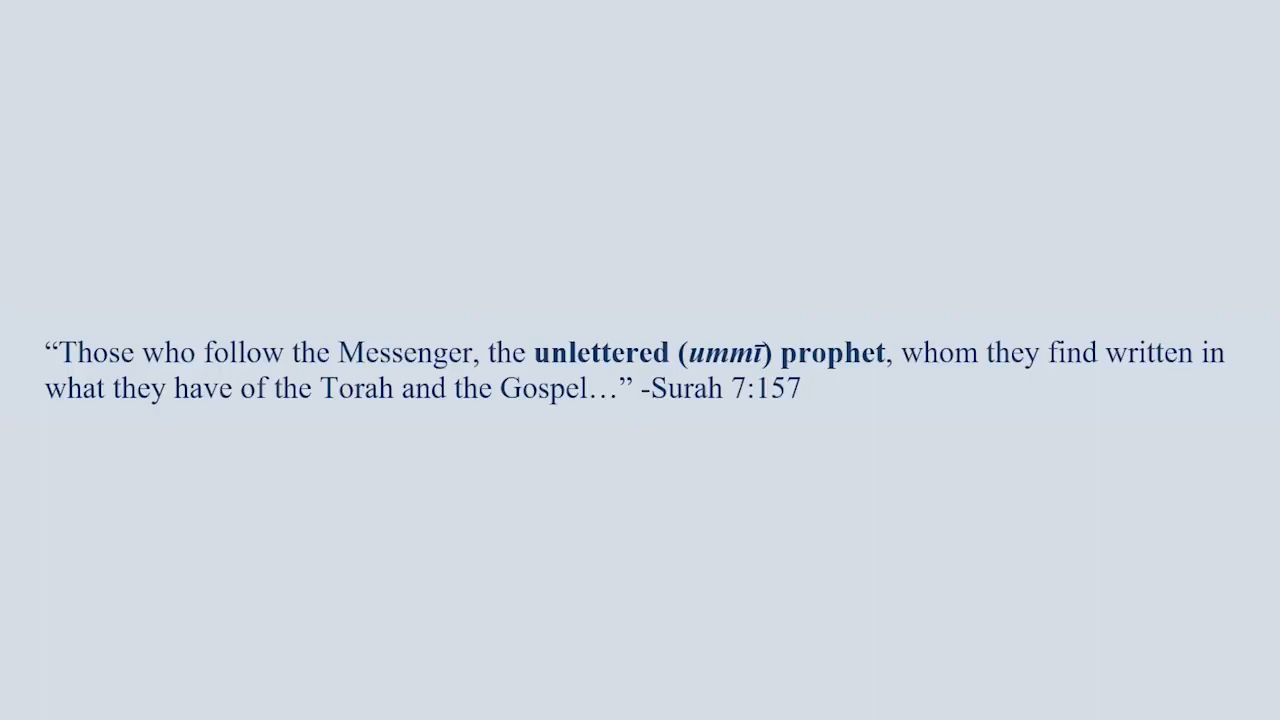 “Those who follow the Messenger, the unlettered (ummī) prophet, whom they find written in
what they have of the Torah and the Gospel…” -Surah 7:157